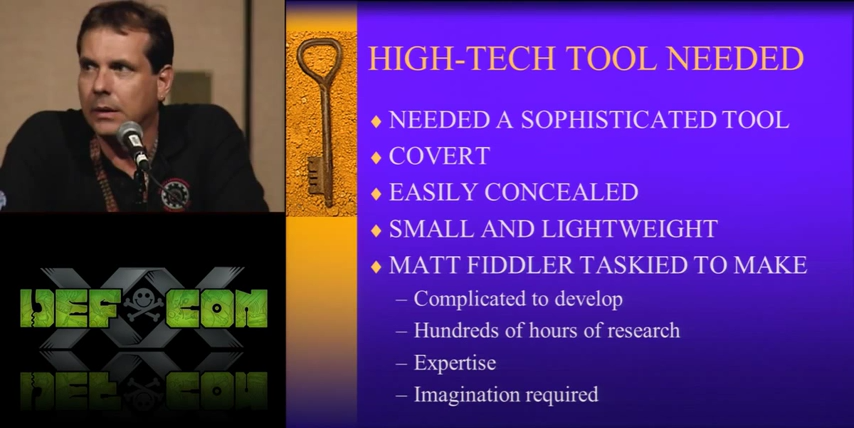 HIGH-TECH TOOL NEEDED
♦ NEEDED A SOPHISTICATED TOOL
♦ COVERT
♦ EASILY CONCEALED
♦ SMALL AND LIGHTWEIGHT
♦ MATT FIDDLER TASKIED TO MAKE
– Complicated to develop
– Hundreds of hours of research
– Expertise
– Imagination required
XX
DEF CON